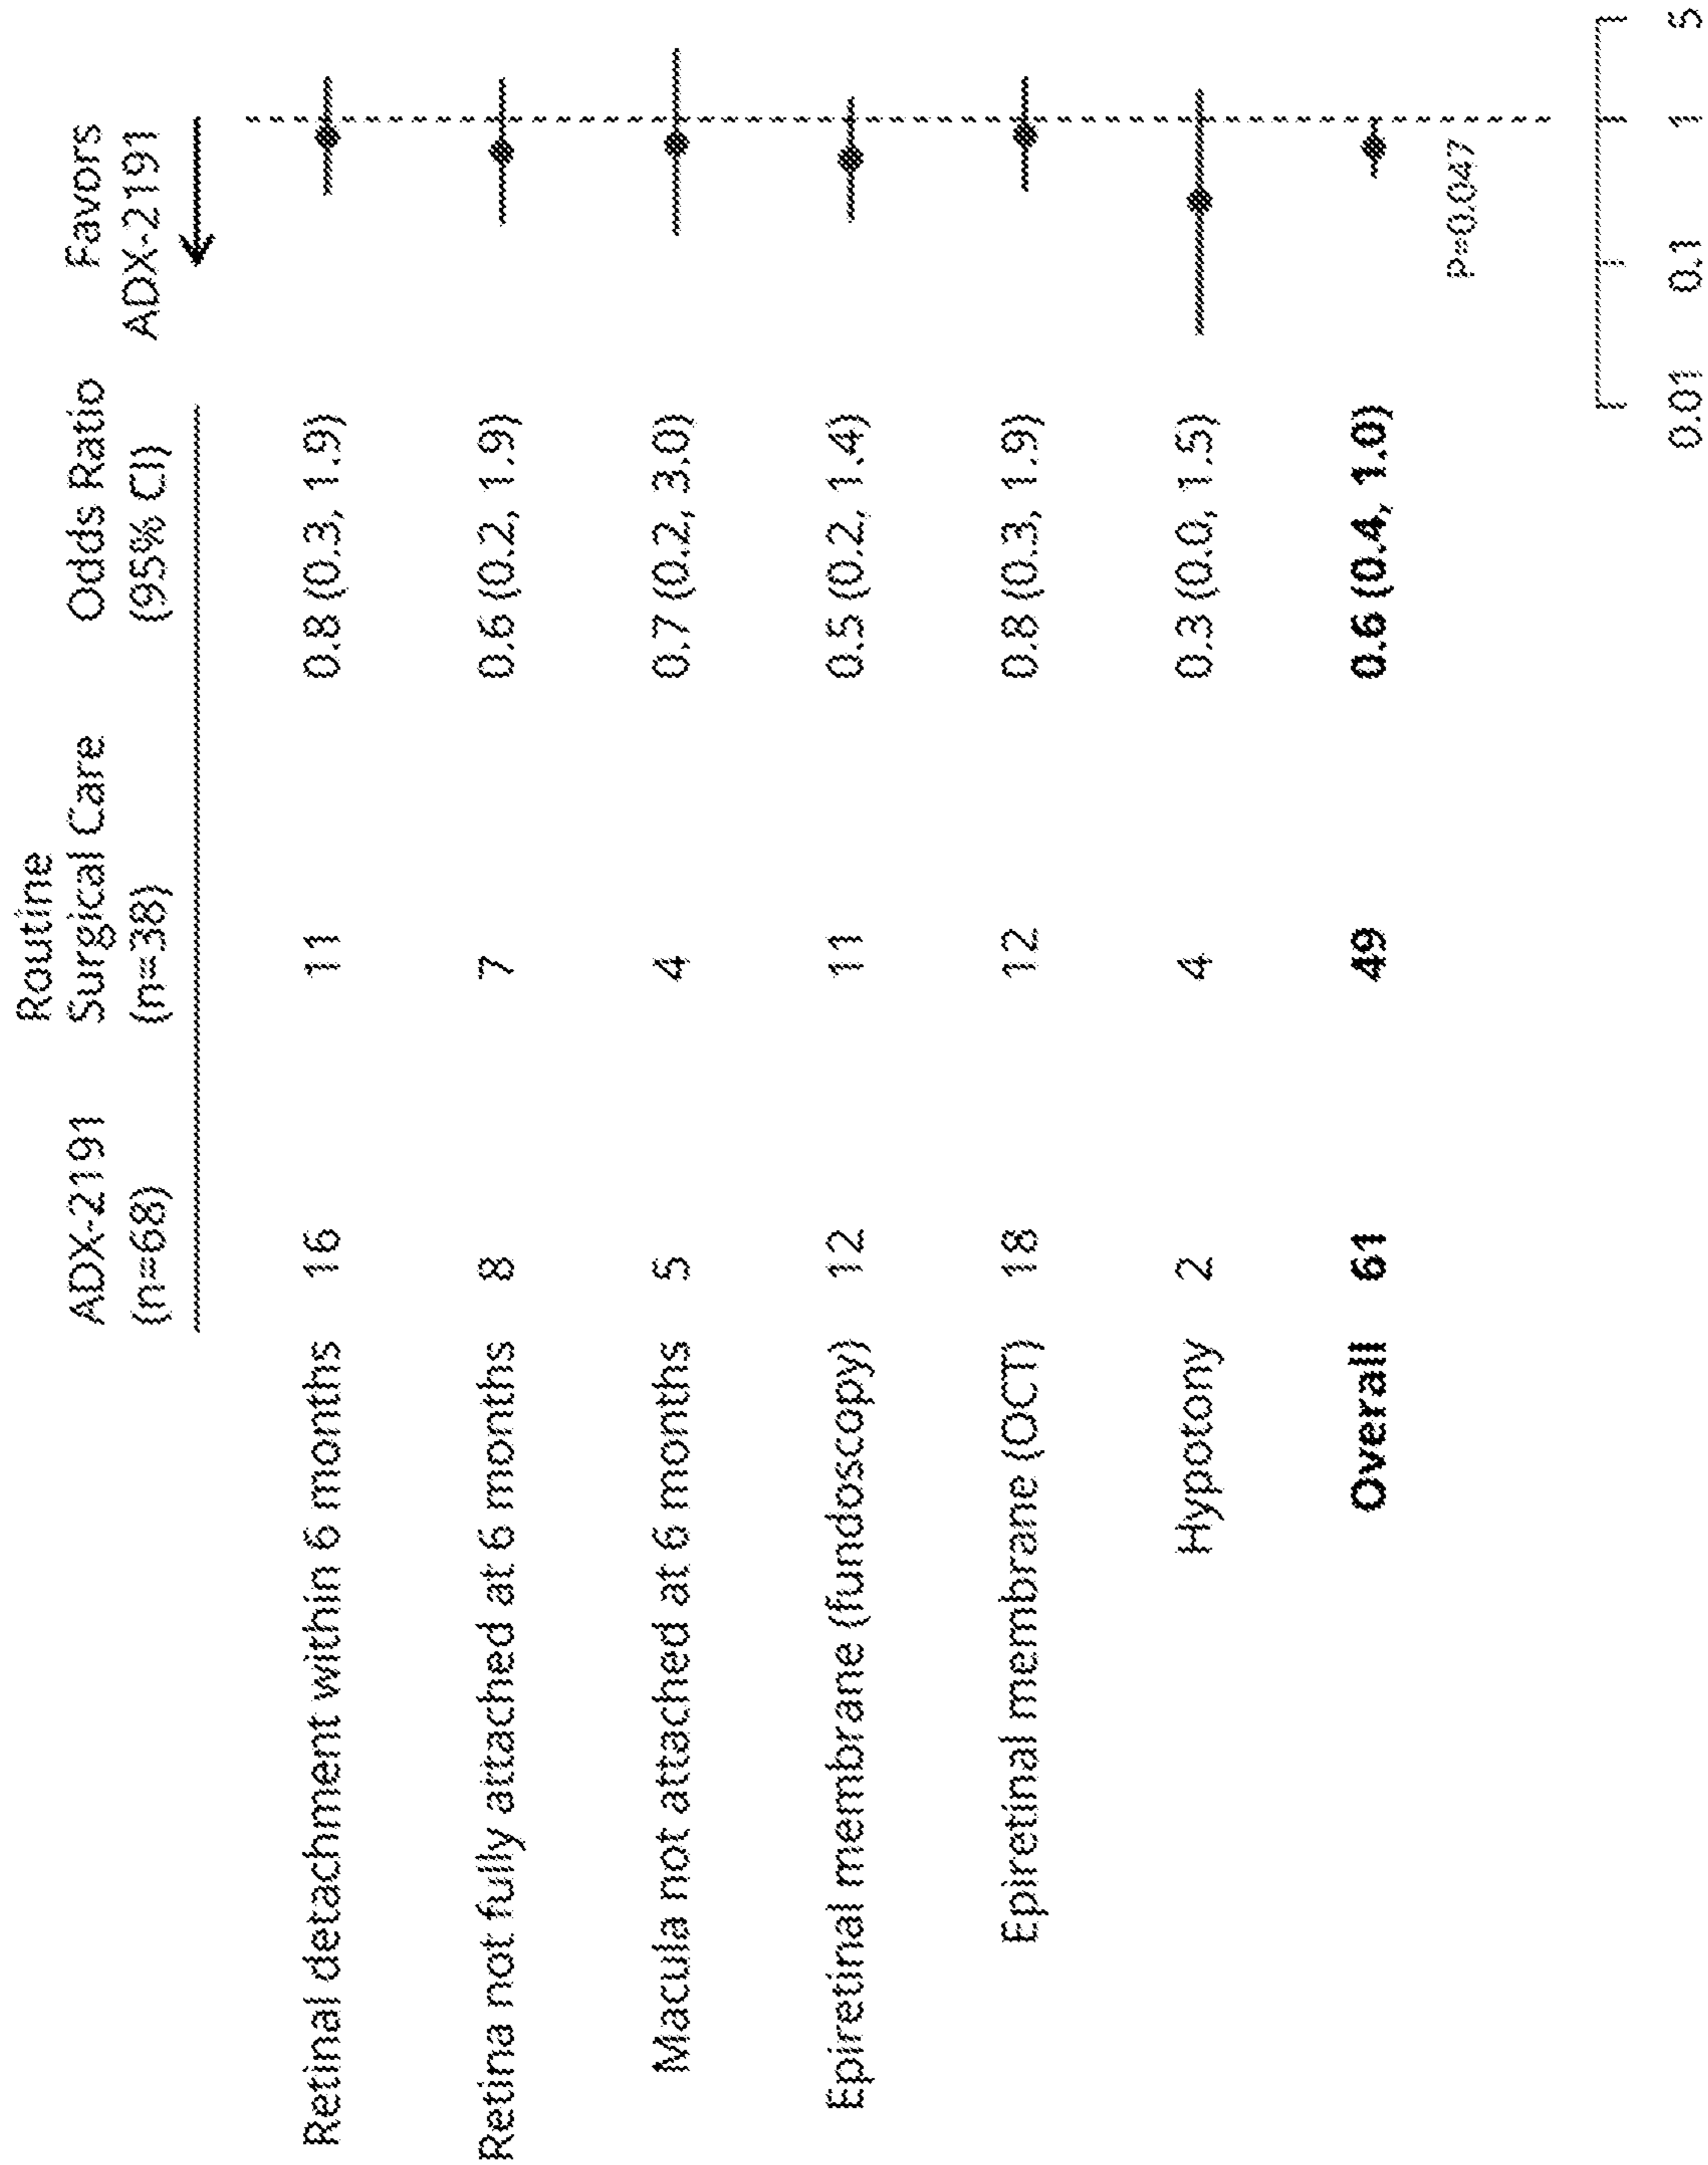 Routine
ADX-2191 Surgical Care Odds Ratio Favors
(n=68) (n=38) (95% CI) ADX-2191
Retinal detachment within 6 months 16 11 0.8 (0.3, 1.9)
Retina not fully attached at 6 months 8 7 0.6 (0.2, 1.9)
Macula not attached at 6 months 5 4 0.7 (0.2, 3.0)
Epiretinal membrane (fundoscopy) 12 11 0.5 (0.2, 1.4)
Epiretinal membrane (OCT) 18 12 0.8 (0.3, 1.9)
Hypotony 2 4 0.3 (0.0, 1.5)
Overall 61 49 0.6 (0.4, 1.0)
P=0.047
0.01 0.1 1 5